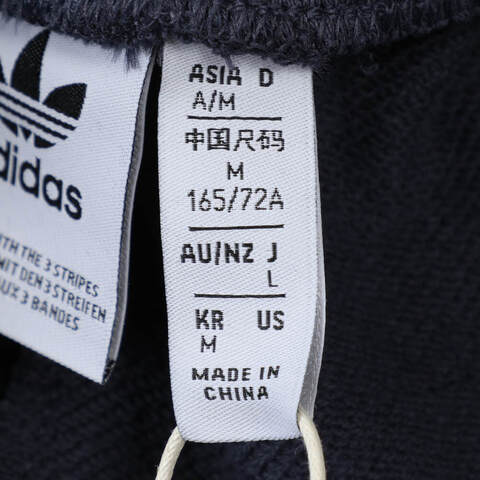 adidas
WITH THE 3 STRIPES
MIT DEN 3 STREIFEN
AUX 3 BANDES
ASIA D
A/M
中国尺码
M
165/72A
AU/NZ J
L
KR US
M
MADE IN
CHINA